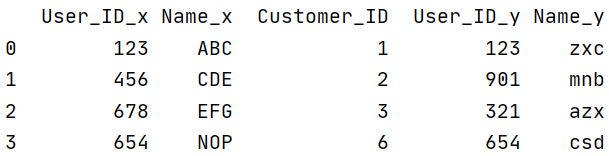 User_ID_x Name_x Customer_ID User_ID_y Name_y
0 123 ABC 1 123 zxc
1 456 CDE 2 901 mnb
2 678 EFG 3 321 azx
3 654 NOP 6 654 csd